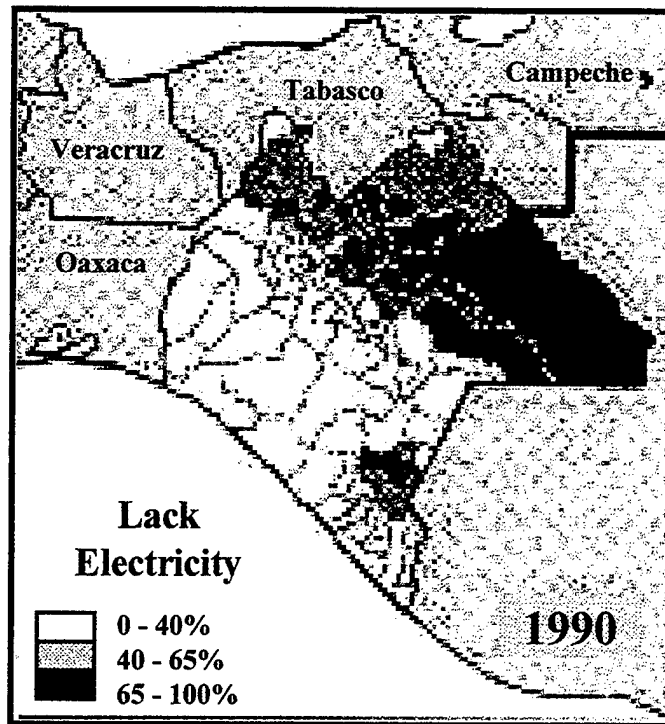 Tabasco
Campeche
Veracruz
Oaxaca
Lack
Electricity
0 - 40%
40 - 65%
65 - 100%
1990